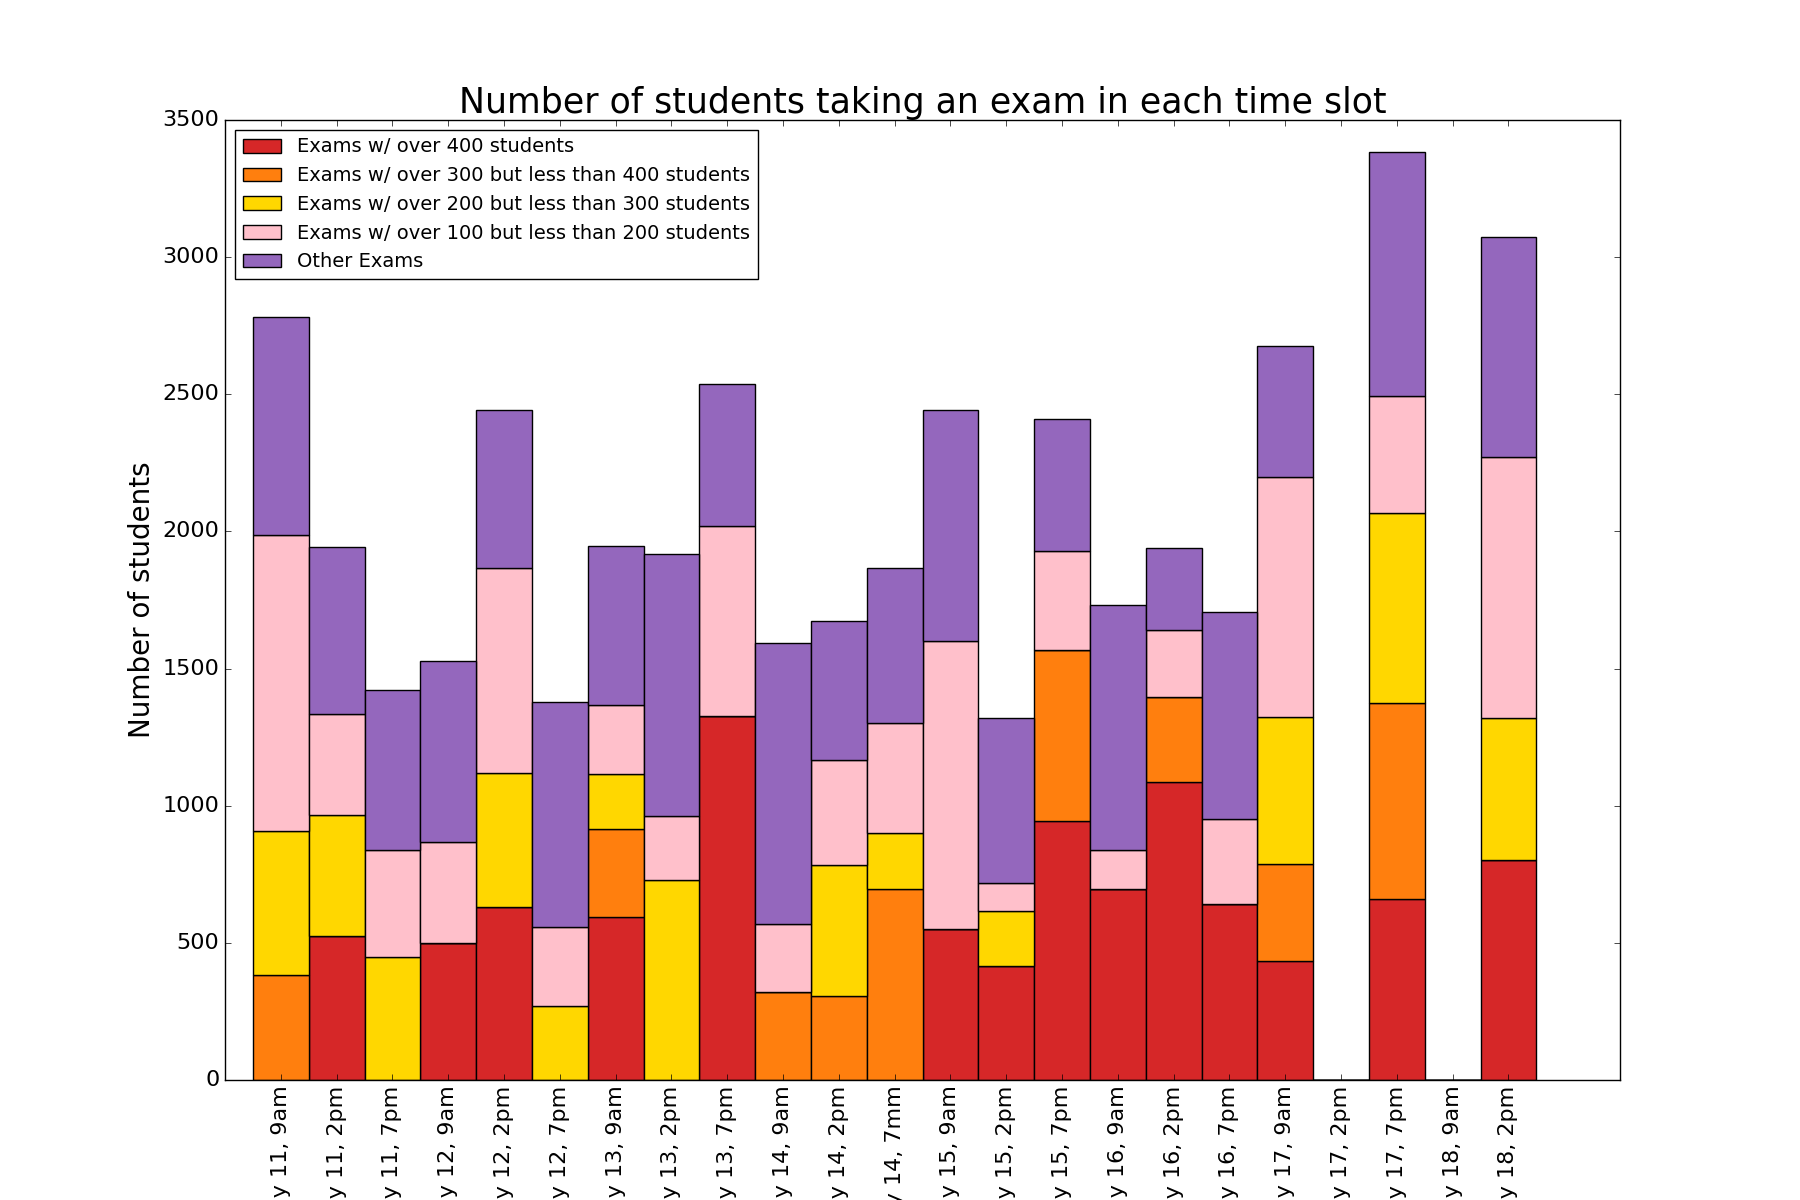 Number of students taking an exam in each time slot
3500
3000
2500
2000
1500
1000
500
0
Number of students
Exams w/ over 400 students
Exams w/ over 300 but less than 400 students
Exams w/ over 200 but less than 300 students
Exams w/ over 100 but less than 200 students
Other Exams
y 11, 9am
y 11, 2pm
y 11, 7pm
y 12, 9am
y 12, 2pm
y 12, 7pm
y 13, 9am
y 13, 2pm
y 13, 7pm
y 14, 9am
y 14, 2pm
y 14, 7mm
y 15, 9am
y 15, 2pm
y 15, 7pm
y 16, 9am
y 16, 2pm
y 16, 7pm
y 17, 9am
y 17, 2pm
y 17, 7pm
y 18, 9am
y 18, 2pm